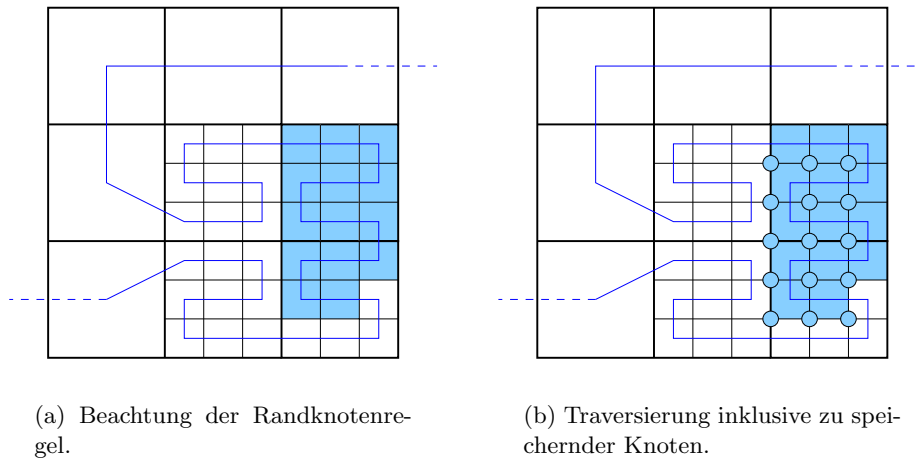 (a) Beachtung der Randknotenre-
gel.
(b) Traversierung inklusive zu spei-
chernder Knoten.